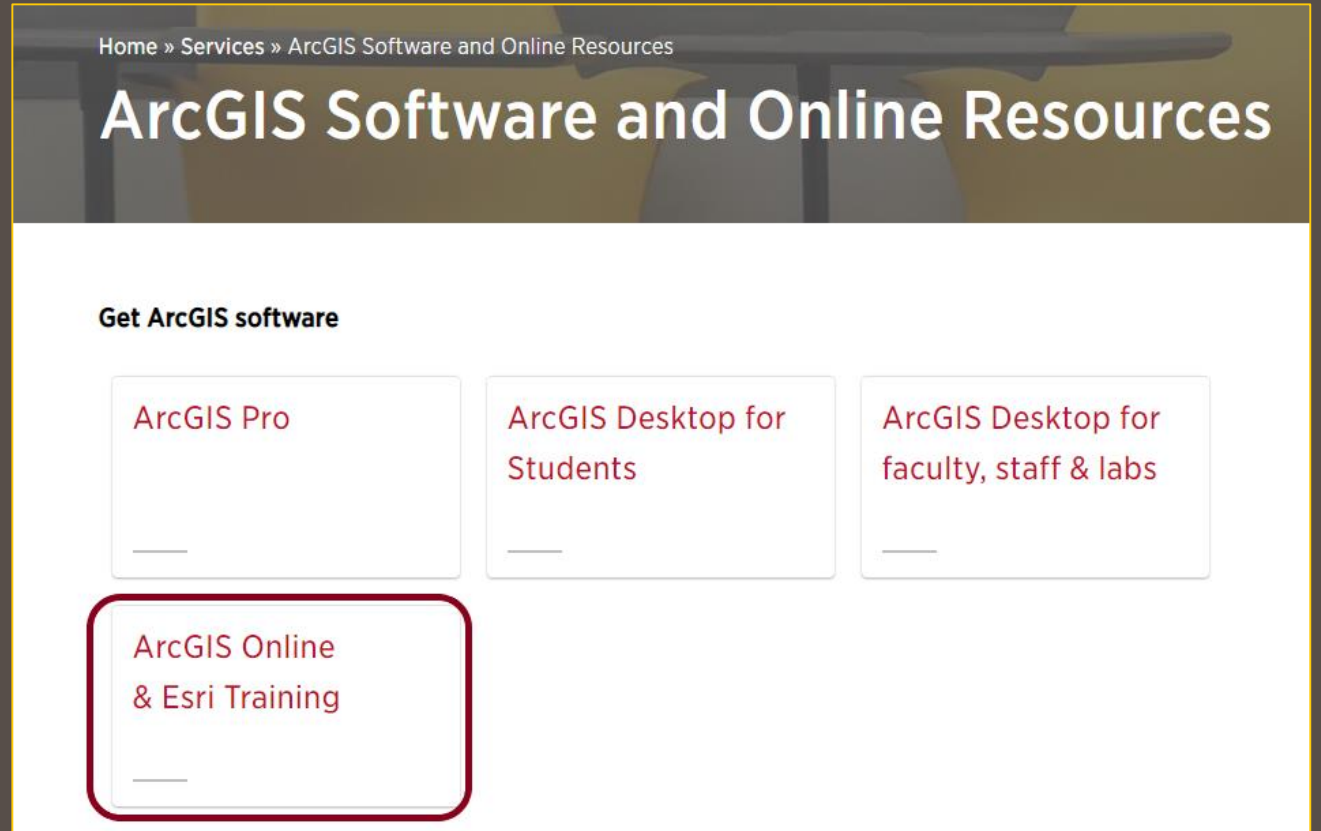 Home » Services » ArcGIS Software and Online Resources
ArcGIS Software and Online Resources
Get ArcGIS software
ArcGIS Pro
ArcGIS Desktop for
Students
ArcGIS Desktop for
faculty, staff & labs
ArcGIS Online
& Esri Training